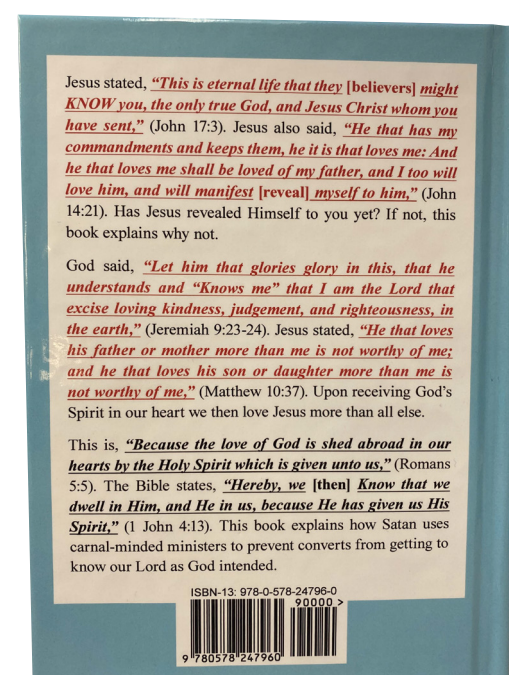 Jesus stated, “This is eternal life that they [believers] might
KNOW you, the only true God, and Jesus Christ whom you
have sent,” (John 17:3). Jesus also said, “He that has my
commandments and keeps them, he it is that loves me: And
he that loves me shall be loved of my father, and I too will
love him, and will manifest [reveal] myself to him,” (John
14:21). Has Jesus revealed Himself to you yet? If not, this
book explains why not.
God said, “Let him that glories glory in this, that he
understands and “Knows me” that I am the Lord that
excise loving kindness, judgement, and righteousness, in
the earth,” (Jeremiah 9:23-24). Jesus stated, “He that loves
his father or mother more than me is not worthy of me;
and he that loves his son or daughter more than me is
not worthy of me,” (Matthew 10:37). Upon receiving God’s
Spirit in our heart we then love Jesus more than all else.
This is, “Because the love of God is shed abroad in our
hearts by the Holy Spirit which is given unto us,” (Romans
5:5). The Bible states, “Hereby, we [then] Know that we
dwell in Him, and He in us, because He has given us His
Spirit,” (1 John 4:13). This book explains how Satan uses
carnal-minded ministers to prevent converts from getting to
know our Lord as God intended.
ISBN-13: 978-0-578-24796-0
90000 >
9 780578 247960